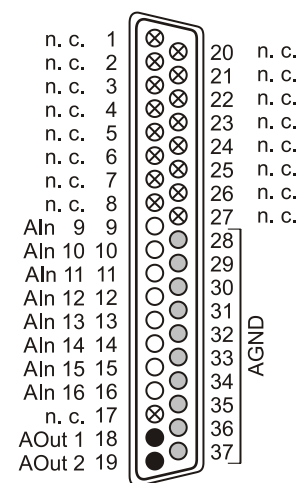 n. c. 1
n. c. 2
n. c. 3
n. c. 4
n. c. 5
n. c. 6
n. c. 7
n. c. 8
AIn 9 9
AIn 10 10
AIn 11 11
AIn 12 12
AIn 13 13
AIn 14 14
AIn 15 15
AIn 16 16
n. c. 17
AOut 1 18
AOut 2 19
20 n. c.
21 n. c.
22 n. c.
23 n. c.
24 n. c.
25 n. c.
26 n. c.
27 n. c.
28
29
30
31
32
33
34
35
36
37
AGND